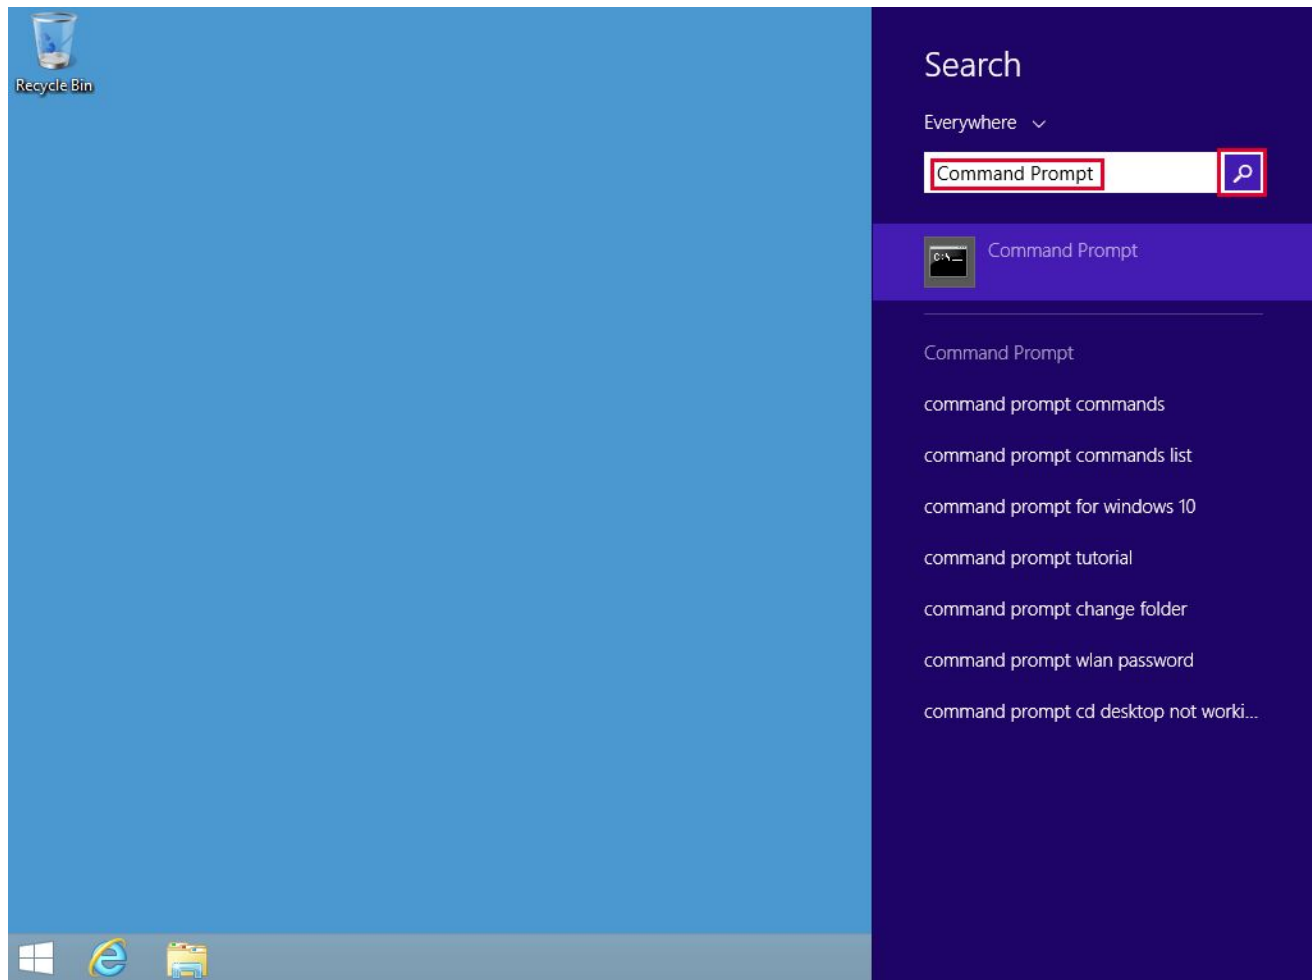 Recycle Bin
Search
Everywhere
Command Prompt
C:\_
Command Prompt
Command Prompt
command prompt commands
command prompt commands list
command prompt for windows 10
command prompt tutorial
command prompt change folder
command prompt wlan password
command prompt cd desktop not worki...